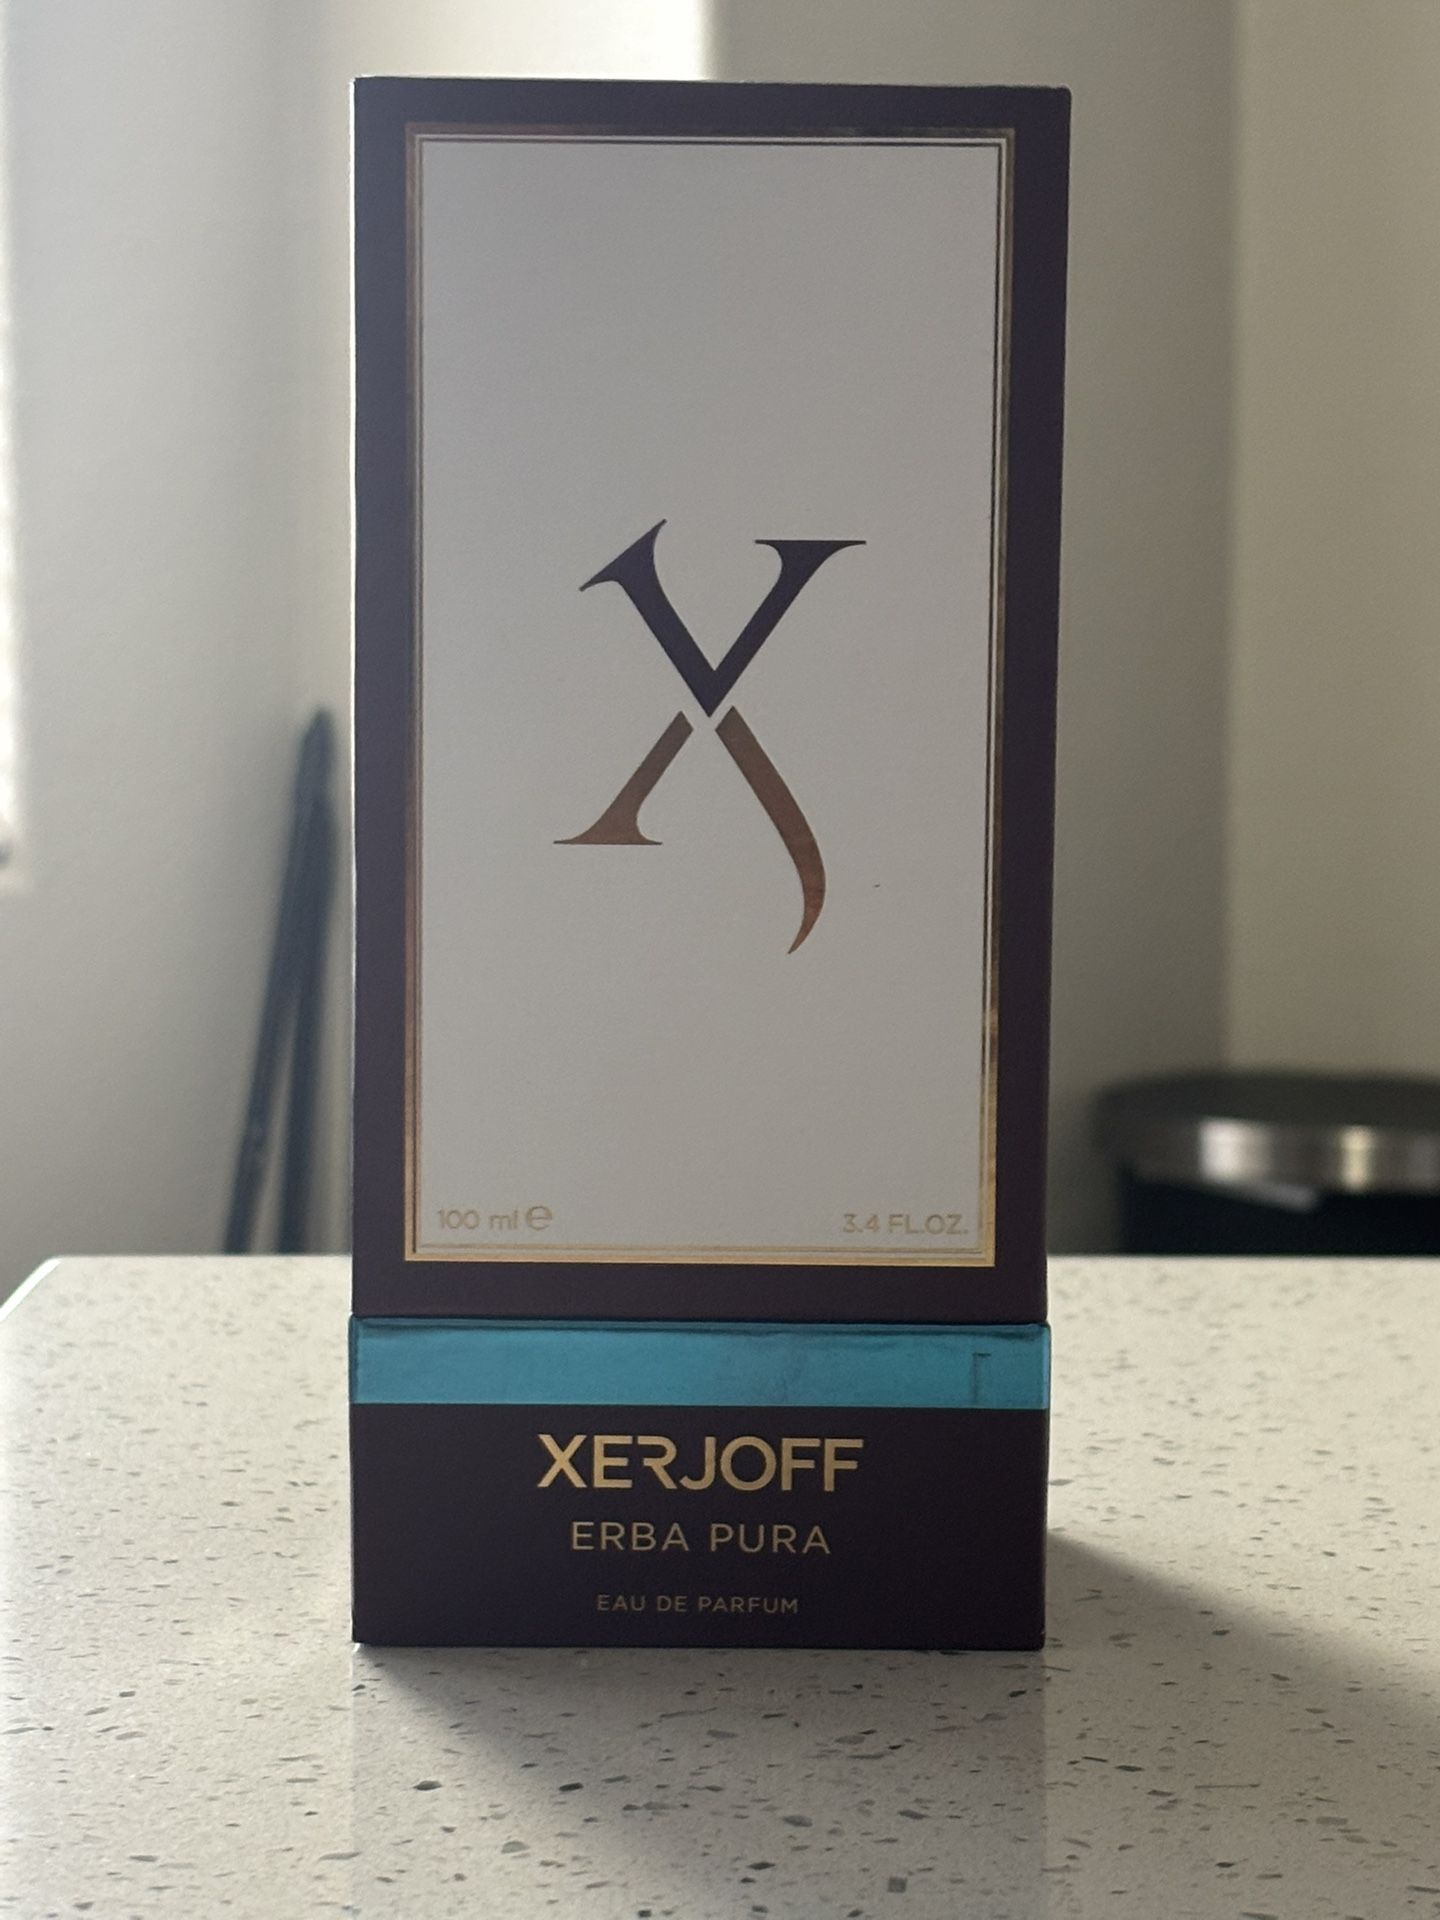 X
100 ml ℮ 3.4 FL.OZ.
XERJOFF
ERBA PURA
EAU DE PARFUM